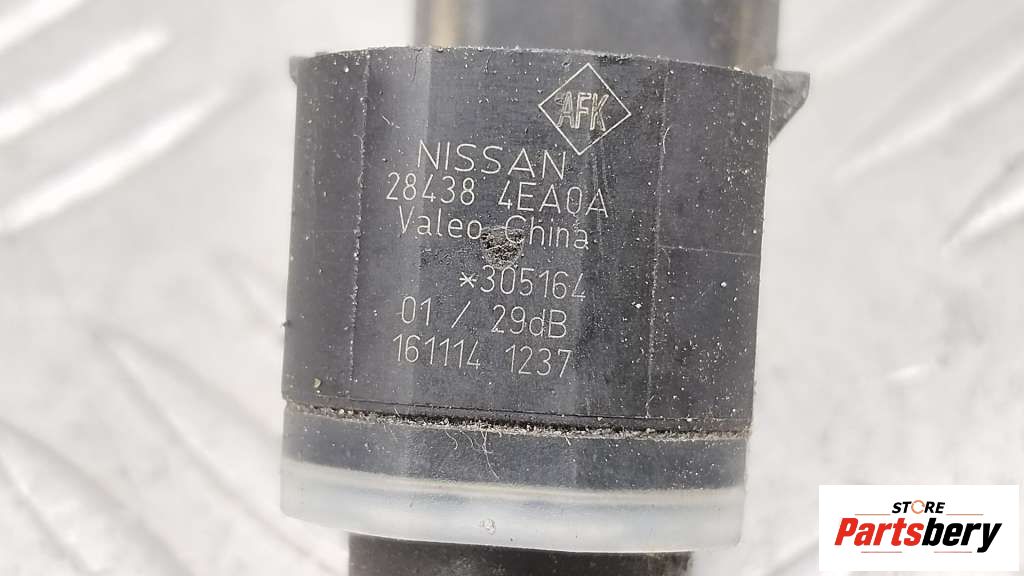 AFK
NISSAN
28438 4EA0A
Valeo China
*305164
01 / 29dB
161114 1237
STORE
Partsbery